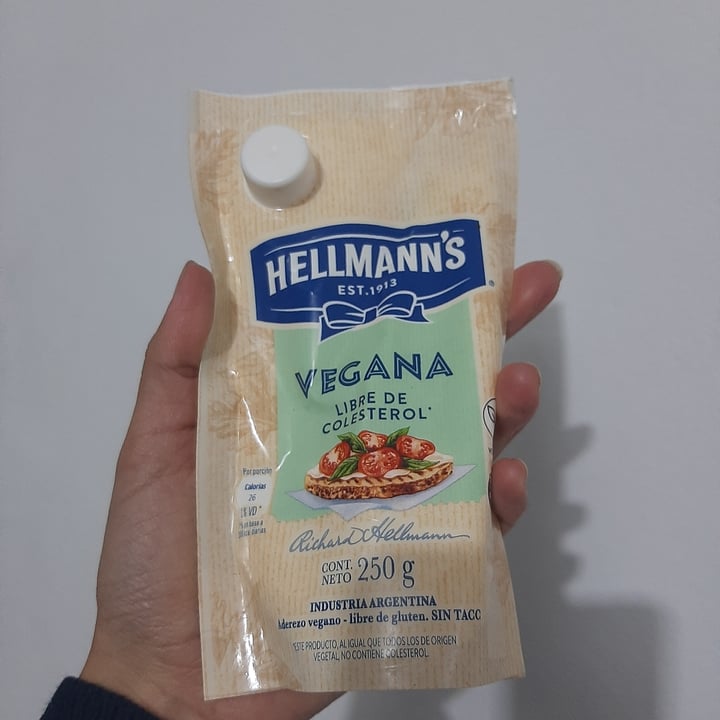 HELLMANN'S
EST. 1913
VEGANA
LIBRE DE
COLESTEROL*
Por porción
Calorías
26
1% VD*
Richard Hellmann
CONT.
NETO 250 g
INDUSTRIA ARGENTINA
Aderezo vegano - libre de gluten. SIN TACC
*ESTE PRODUCTO, AL IGUAL QUE TODOS LOS DE ORIGEN
VEGETAL, NO CONTIENE COLESTEROL.